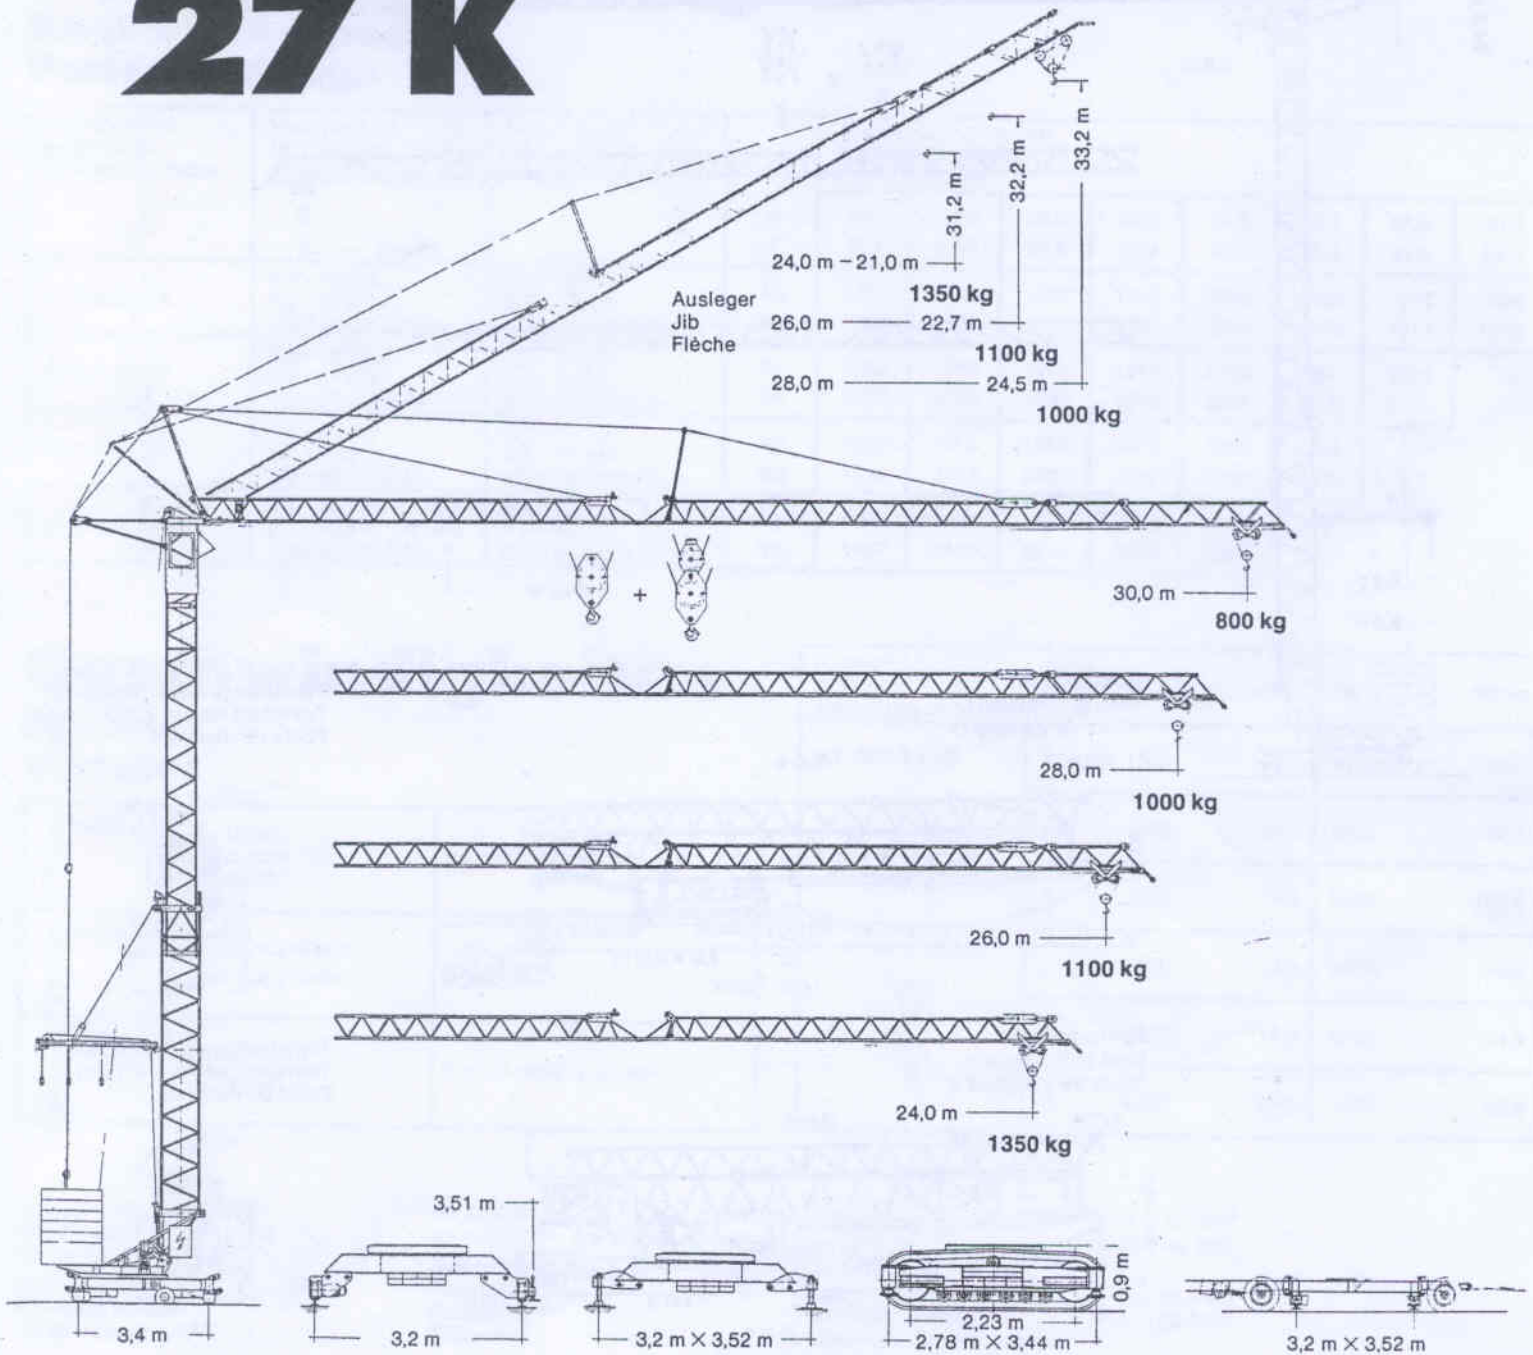 27 K
33,2 m
32,2 m
31,2 m
24,0 m – 21,0 m
1350 kg
Ausleger
Jib
Flèche
26,0 m 22,7 m
1100 kg
28,0 m 24,5 m
1000 kg
+
30,0 m
800 kg
28,0 m
1000 kg
26,0 m
1100 kg
24,0 m
1350 kg
3,51 m
0,9 m
3,4 m
3,2 m
3,2 m × 3,52 m
2,23 m
2,78 m × 3,44 m
3,2 m × 3,52 m